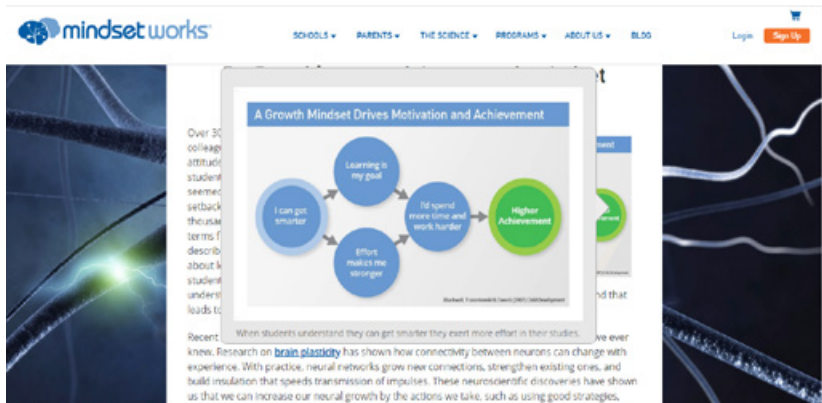 mindset works
SCHOOLS PARENTS THE SCIENCE PROGRAMS ABOUT US BLOG Login Sign Up
A Growth Mindset Drives Motivation and Achievement
Over 30
colleag
attitude
student
seemed
setback
thousan
terms f
describ
about
student
underst
leads to
I can get
smarter
Learning is
my goal
Effort
makes me
stronger
I'd spend
more time and
work harder
Higher
Achievement
nd that
When students understand they can get smarter they exert more effort in their studies.
Recent
we ever
knew. Research on brain plasticity has shown how connectivity between neurons can change with
experience. With practice, neural networks grow new connections, strengthen existing ones, and
build insulation that speeds transmission of impulses. These neuroscientific discoveries have shown
us that we can increase our neural growth by the actions we take, such as using good strategies,